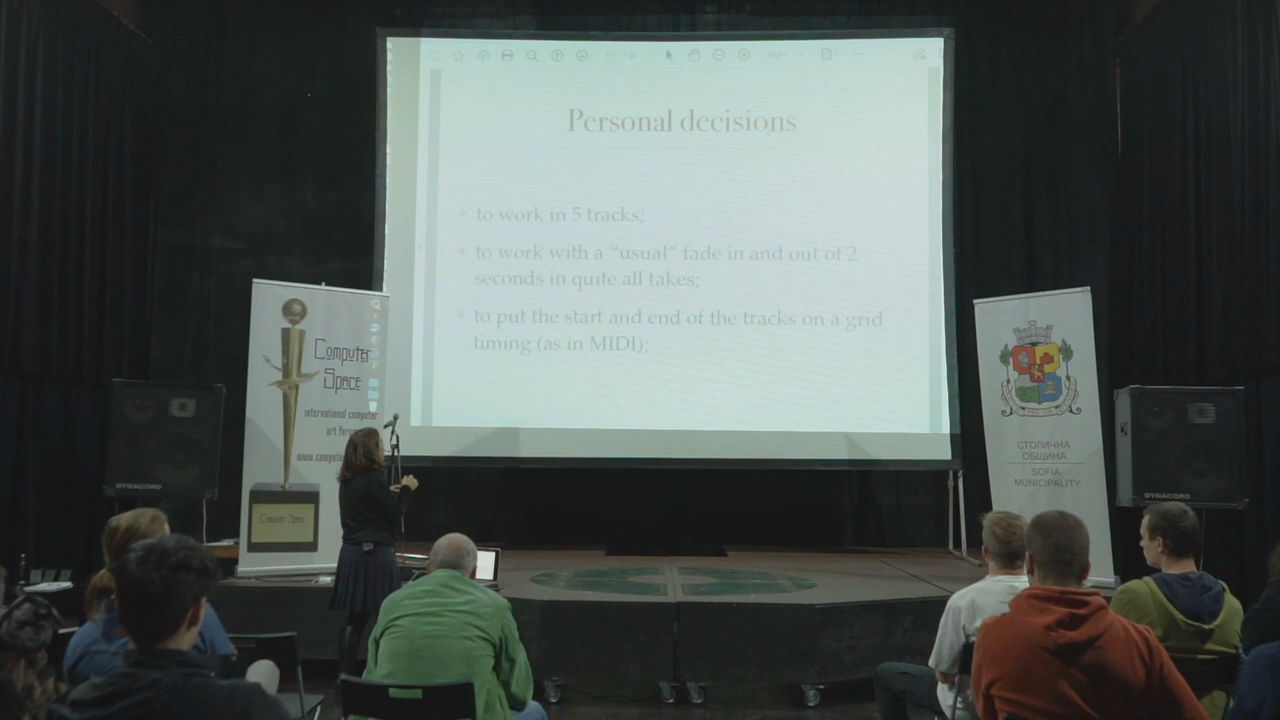 Personal decisions
to work in 5 tracks;
to work with a "usual" fade in and out of 2
seconds in quite all takes;
to put the start and end of the tracks on a grid
timing (as in MIDI);
Computer
Space
international computer
art
www.compute
Computer Space
DYNACORD
СТОЛИЧНА
ОБЩИНА
SOFIA
MUNICIPALITY
DYNACORD